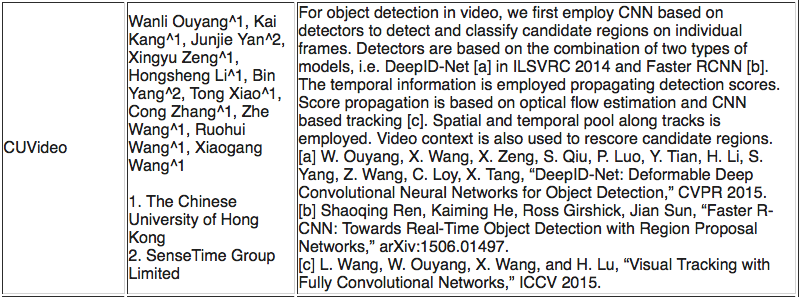 CUVideo
Wanli Ouyang^1, Kai
Kang^1, Junjie Yan^2,
Xingyu Zeng^1,
Hongsheng Li^1, Bin
Yang^2, Tong Xiao^1,
Cong Zhang^1, Zhe
Wang^1, Ruohui
Wang^1, Xiaogang
Wang^1
1. The Chinese
University of Hong
Kong
2. SenseTime Group
Limited
For object detection in video, we first employ CNN based on
detectors to detect and classify candidate regions on individual
frames. Detectors are based on the combination of two types of
models, i.e. DeepID-Net [a] in ILSVRC 2014 and Faster RCNN [b].
The temporal information is employed propagating detection scores.
Score propagation is based on optical flow estimation and CNN
based tracking [c]. Spatial and temporal pool along tracks is
employed. Video context is also used to rescore candidate regions.
[a] W. Ouyang, X. Wang, X. Zeng, S. Qiu, P. Luo, Y. Tian, H. Li, S.
Yang, Z. Wang, C. Loy, X. Tang, “DeepID-Net: Deformable Deep
Convolutional Neural Networks for Object Detection,” CVPR 2015.
[b] Shaoqing Ren, Kaiming He, Ross Girshick, Jian Sun, “Faster R-
CNN: Towards Real-Time Object Detection with Region Proposal
Networks,” arXiv:1506.01497.
[c] L. Wang, W. Ouyang, X. Wang, and H. Lu, “Visual Tracking with
Fully Convolutional Networks,” ICCV 2015.